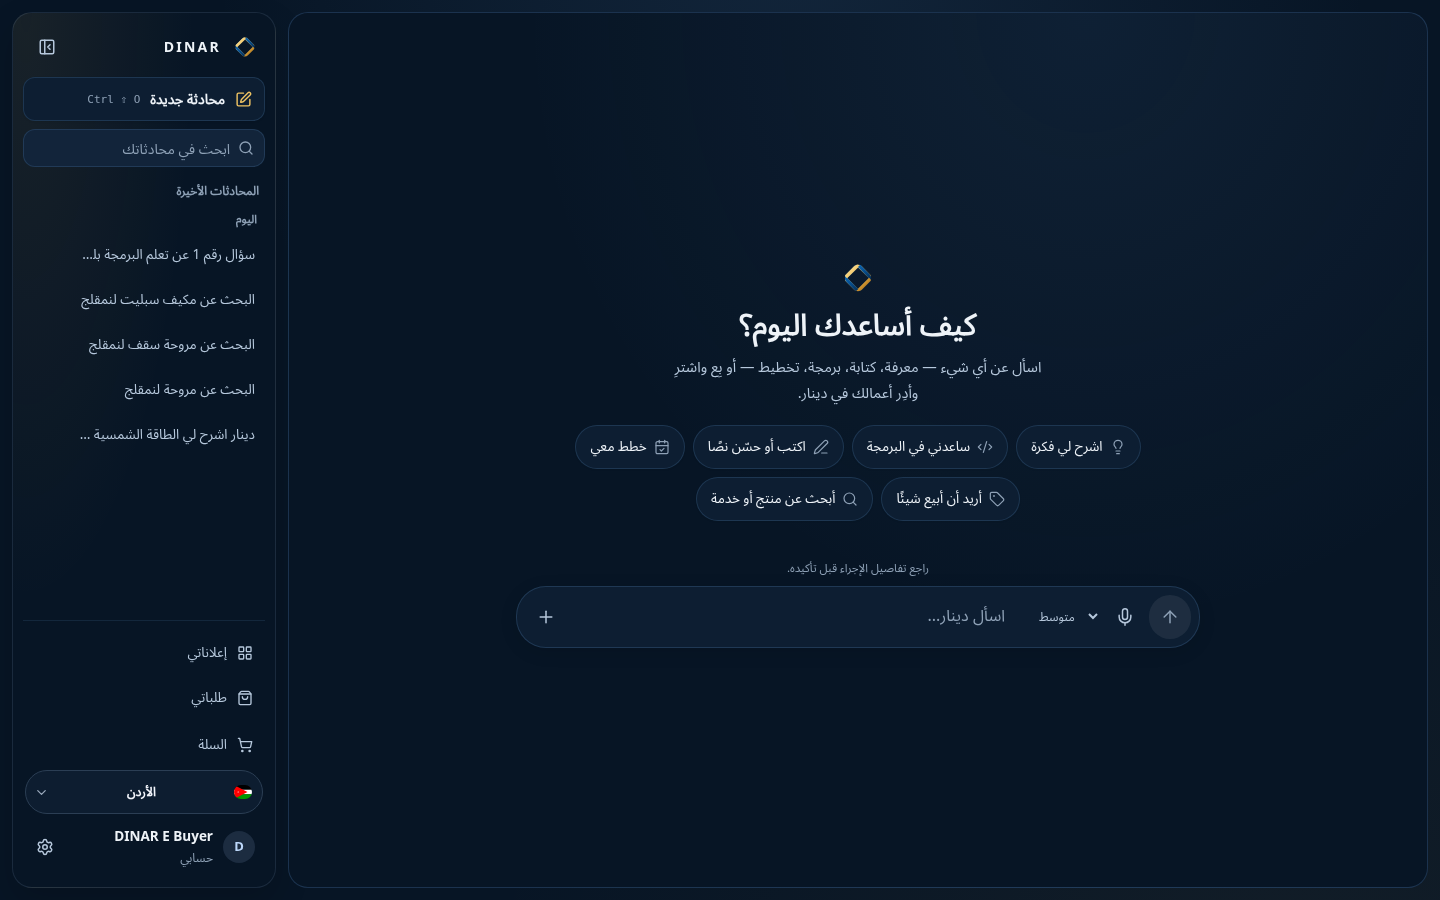 DINAR
محادثة جديدة Ctrl ⇧ O
ابحث في محادثاتك
المحادثات الأخيرة
اليوم
سؤال رقم 1 عن تعلم البرمجة بلـ...
البحث عن مكيف سبليت لنمقلج
البحث عن مروحة سقف لنمقلج
البحث عن مروحة لنمقلج
دينار اشرح لي الطاقة الشمسية ...
إعلاناتي
طلباتي
السلة
الأردن
D DINAR E Buyer
حسابي
كيف أساعدك اليوم؟
اسأل عن أي شيء — معرفة، كتابة، برمجة، تخطيط — أو بِع واشترِ
وأدِر أعمالك في دينار.
اشرح لي فكرة
ساعدني في البرمجة
اكتب أو حسّن نصًا
خطط معي
أريد أن أبيع شيئًا
أبحث عن منتج أو خدمة
راجع تفاصيل الإجراء قبل تأكيده.
متوسط
اسأل دينار...